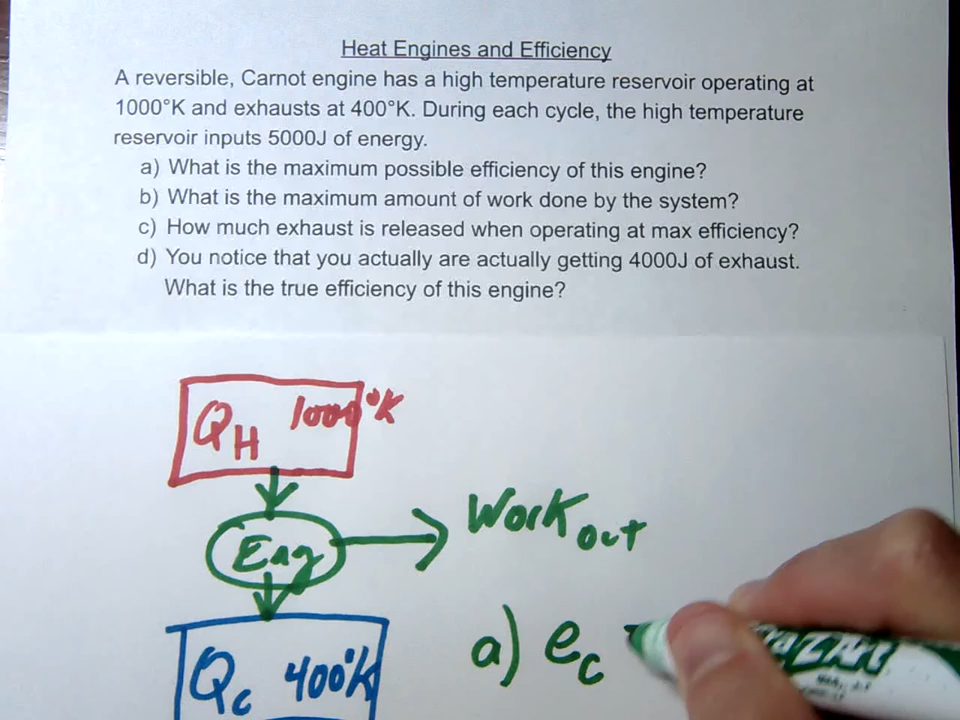 Heat Engines and Efficiency
A reversible, Carnot engine has a high temperature reservoir operating at
1000°K and exhausts at 400°K. During each cycle, the high temperature
reservoir inputs 5000J of energy.
a) What is the maximum possible efficiency of this engine?
b) What is the maximum amount of work done by the system?
c) How much exhaust is released when operating at max efficiency?
d) You notice that you actually are actually getting 4000J of exhaust.
What is the true efficiency of this engine?
QH 1000°K
Eng
Work out
a) ec
Qc 400°K